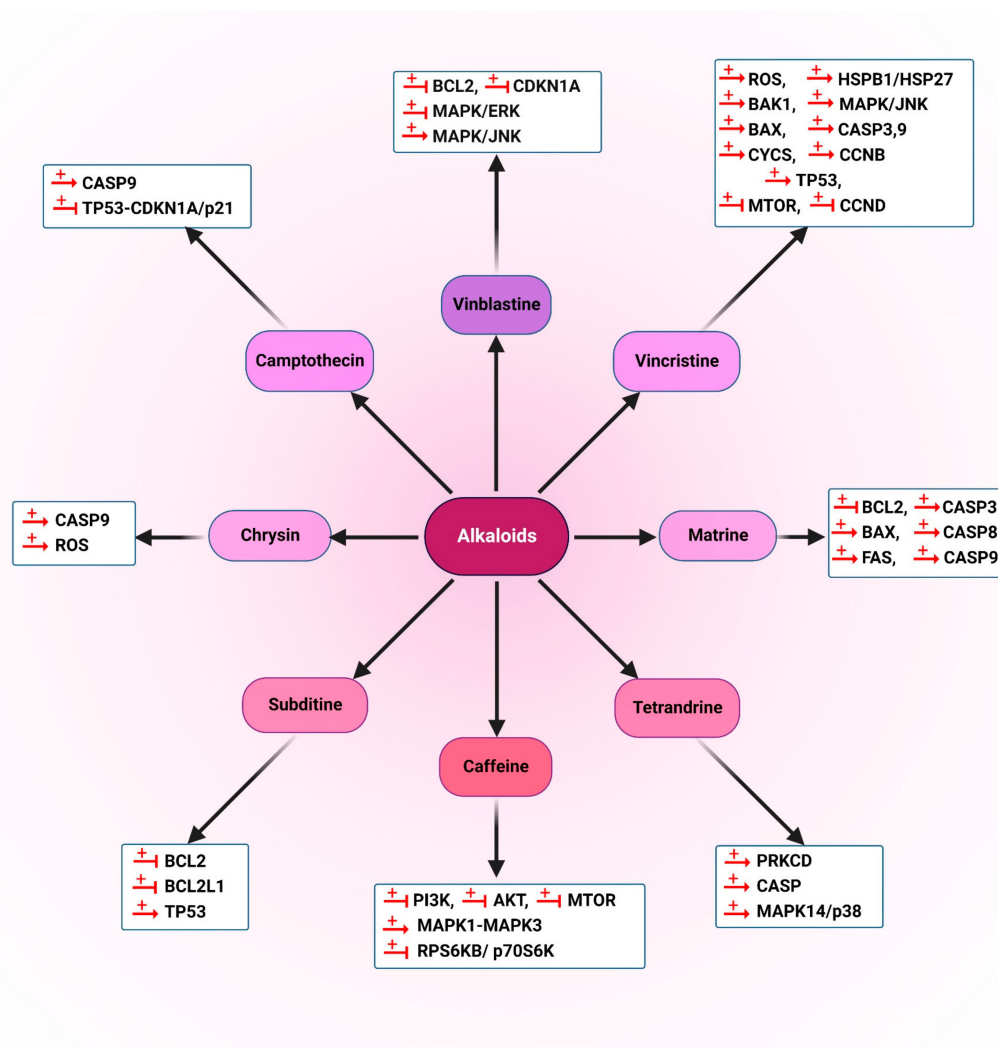 BCL2, CDKN1A
MAPK/ERK
MAPK/JNK
ROS, HSPB1/HSP27
BAK1, MAPK/JNK
BAX, CASP3,9
CYCS, CCNB
TP53,
MTOR, CCND
CASP9
TP53-CDKN1A/p21
Vinblastine
Camptothecin
Vincristine
CASP9
ROS
Chrysin
Alkaloids
Matrine
BCL2, CASP3
BAX, CASP8
FAS, CASP9
Subditine
Tetrandrine
Caffeine
BCL2
BCL2L1
TP53
PI3K, AKT, MTOR
MAPK1-MAPK3
RPS6KB/ p70S6K
PRKCD
CASP
MAPK14/p38